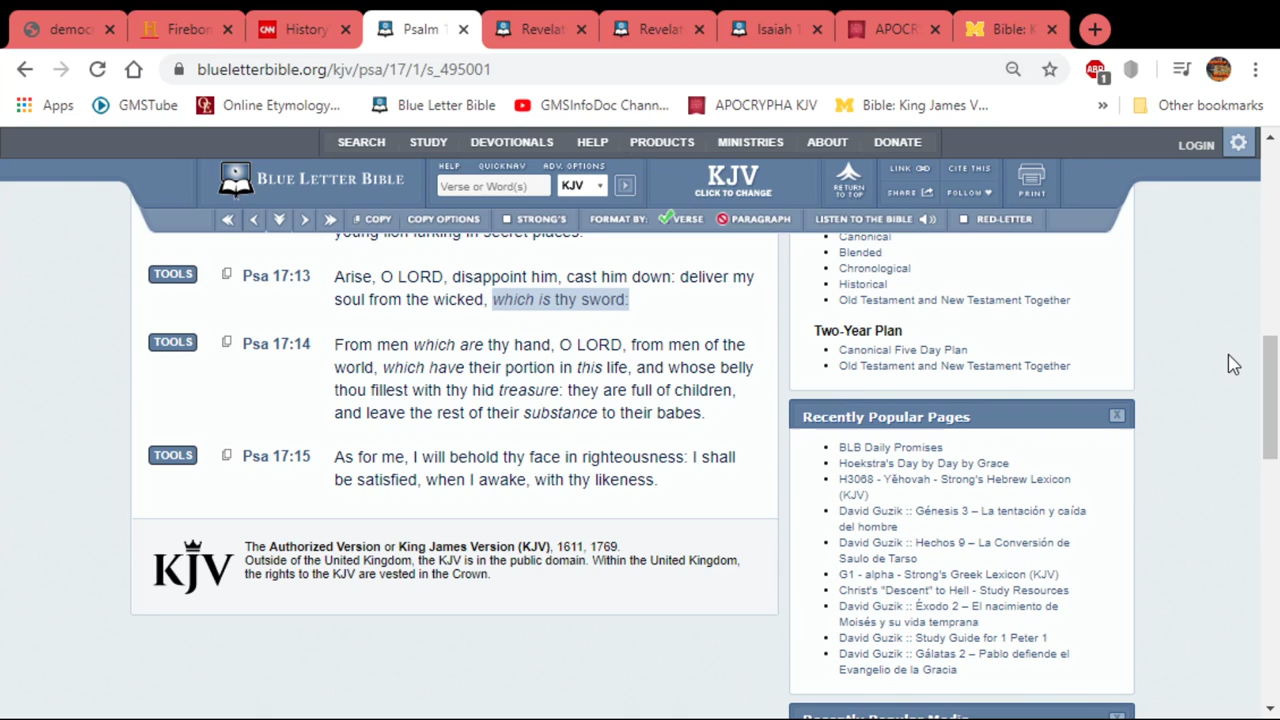 democ
Firebon
CNN
History
Psalm 1
Revelat
Revelat
Isaiah 1
APOCR
Bible: K
blueletterbible.org/kjv/psa/17/1/s_495001
ABP
1
Apps
GMSTube
Online Etymology...
Blue Letter Bible
GMSInfoDoc Chann...
APOCRYPHA KJV
Bible: King James V...
Other bookmarks
SEARCH STUDY DEVOTIONALS HELP PRODUCTS MINISTRIES ABOUT DONATE
LOGIN
BLUE LETTER BIBLE
HELP QUICKNAV ADV. OPTIONS
Verse or Word(s)
KJV
KJV
CLICK TO CHANGE
RETURN
TO TOP
LINK
CITE THIS
SHARE
FOLLOW
PRINT
COPY COPY OPTIONS STRONG'S FORMAT BY: VERSE PARAGRAPH LISTEN TO THE BIBLE RED-LETTER
young lion lurking in secret places.
TOOLS Psa 17:13 Arise, O LORD, disappoint him, cast him down: deliver my
soul from the wicked, which is thy sword:
TOOLS Psa 17:14 From men which are thy hand, O LORD, from men of the
world, which have their portion in this life, and whose belly
thou fillest with thy hid treasure: they are full of children,
and leave the rest of their substance to their babes.
TOOLS Psa 17:15 As for me, I will behold thy face in righteousness: I shall
be satisfied, when I awake, with thy likeness.
KJV
The Authorized Version or King James Version (KJV), 1611, 1769.
Outside of the United Kingdom, the KJV is in the public domain. Within the United Kingdom,
the rights to the KJV are vested in the Crown.
Canonical
Blended
Chronological
Historical
Old Testament and New Testament Together
Two-Year Plan
Canonical Five Day Plan
Old Testament and New Testament Together
Recently Popular Pages
BLB Daily Promises
Hoekstra's Day by Day by Grace
H3068 - Yĕhovah - Strong's Hebrew Lexicon
(KJV)
David Guzik :: Génesis 3 – La tentación y caída
del hombre
David Guzik :: Hechos 9 – La Conversión de
Saulo de Tarso
G1 - alpha - Strong's Greek Lexicon (KJV)
Christ's "Descent" to Hell - Study Resources
David Guzik :: Éxodo 2 – El nacimiento de
Moisés y su vida temprana
David Guzik :: Study Guide for 1 Peter 1
David Guzik :: Gálatas 2 – Pablo defiende el
Evangelio de la Gracia
Recently Popular Media